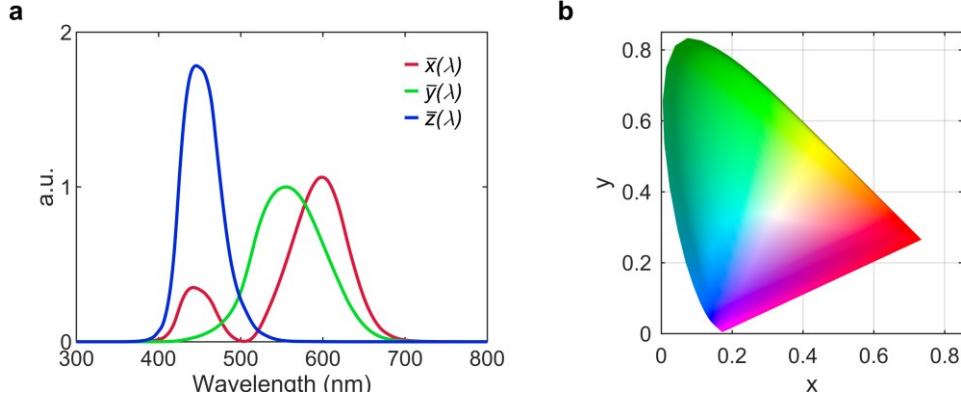 a
2
1
0
a.u.
300 400 500 600 700 800
Wavelength (nm)
x̄(λ)
ȳ(λ)
z̄(λ)
b
0.8
0.6
0.4
0.2
0
y
0 0.2 0.4 0.6 0.8
x